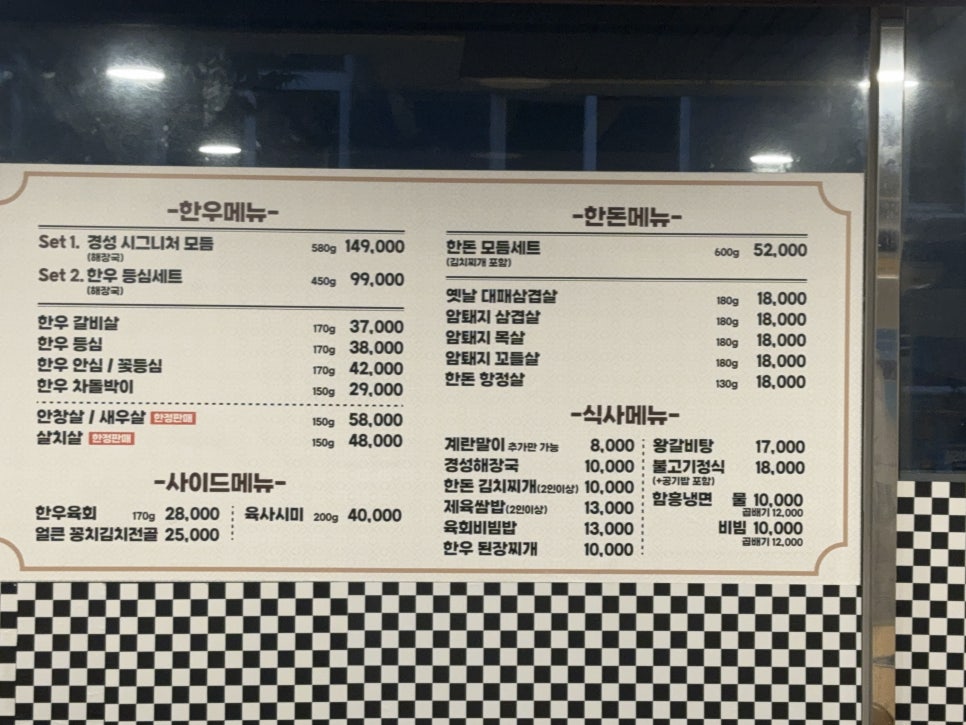 -한우메뉴-
Set 1. 경성 시그니처 모듬 580g 149,000
(해장국)
Set 2. 한우 등심세트 450g 99,000
(해장국)
한우 갈비살 170g 37,000
한우 등심 170g 38,000
한우 안심 / 꽃등심 170g 42,000
한우 차돌박이 150g 29,000
안창살 / 새우살 한정판매 150g 58,000
살치살 한정판매 150g 48,000
-사이드메뉴-
한우육회 170g 28,000
얼큰 꽁치김치전골 25,000
육사시미 200g 40,000
-한돈메뉴-
한돈 모듬세트 600g 52,000
(김치찌개 포함)
옛날 대패삼겹살 180g 18,000
암퇘지 삼겹살 180g 18,000
암퇘지 목살 180g 18,000
암퇘지 꼬들살 180g 18,000
한돈 항정살 130g 18,000
-식사메뉴-
계란말이 추가만 가능 8,000
경성해장국 10,000
한돈 김치찌개(2인이상) 10,000
제육쌈밥(2인이상) 13,000
육회비빔밥 13,000
한우 된장찌개 10,000
왕갈비탕 17,000
불고기정식 18,000
(+공기밥 포함)
함흥냉면 물 10,000
곱배기 12,000
비빔 10,000
곱배기 12,000